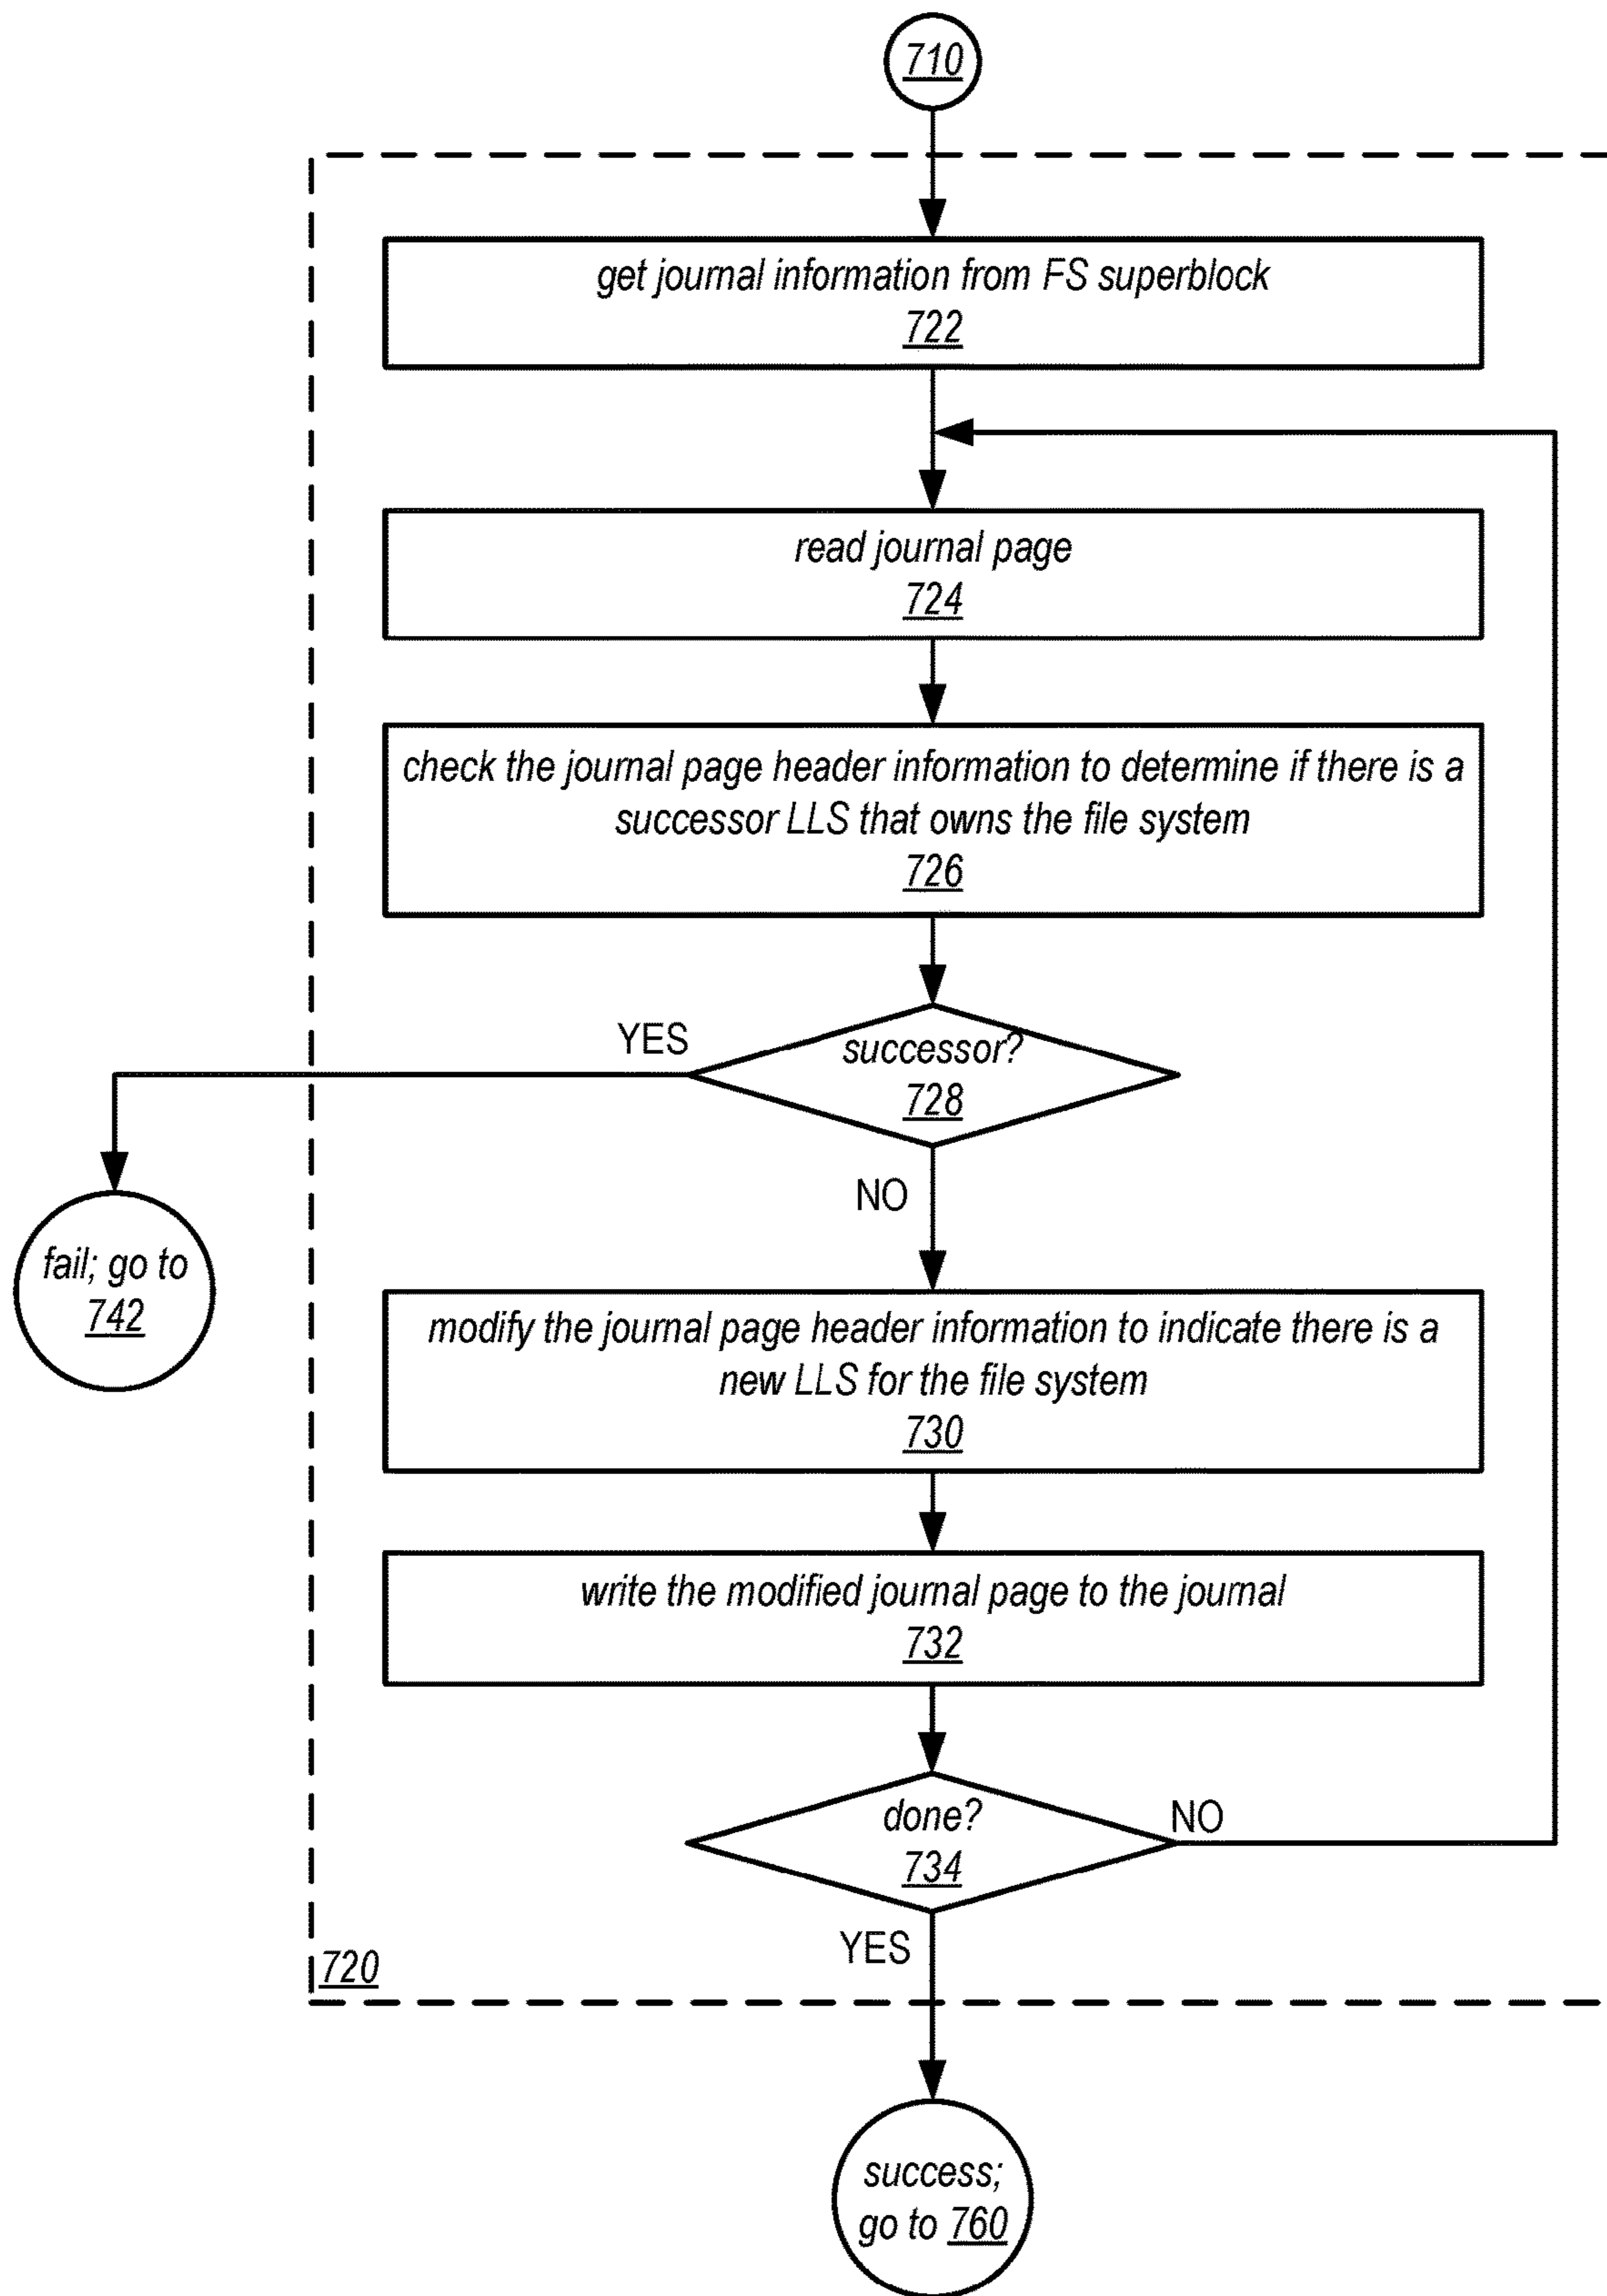 710
get journal information from FS superblock
722
read journal page
724
check the journal page header information to determine if there is a
successor LLS that owns the file system
726
YES
successor?
728
NO
fail; go to
742
modify the journal page header information to indicate there is a
new LLS for the file system
730
write the modified journal page to the journal
732
done?
734
NO
YES
720
success;
go to 760